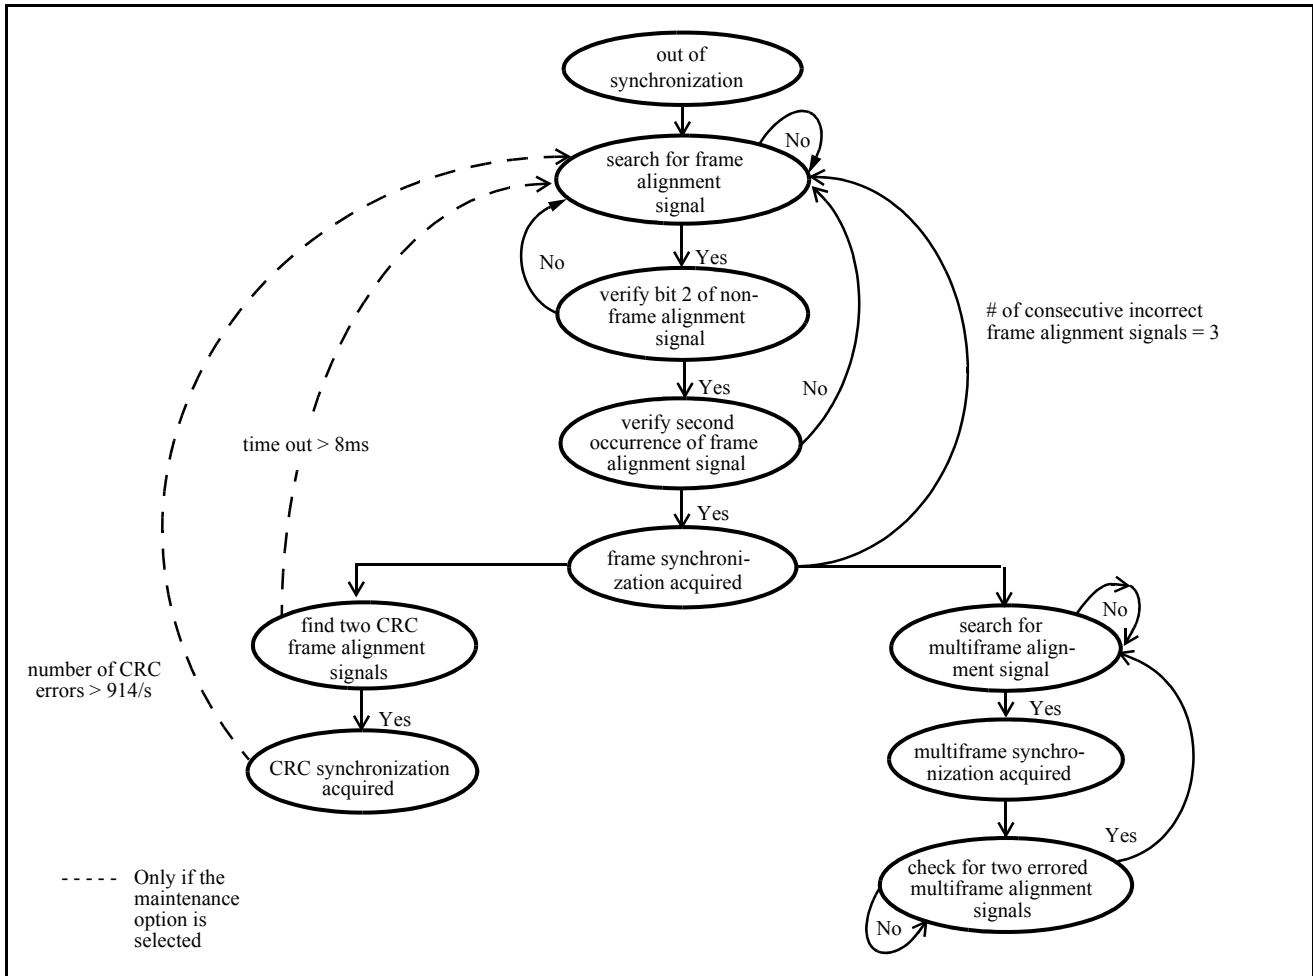 out of
synchronization
No
search for frame
alignment
signal
Yes
No
verify bit 2 of non-
frame alignment
signal
# of consecutive incorrect
frame alignment signals = 3
Yes
No
verify second
occurrence of frame
alignment signal
time out > 8ms
Yes
frame synchroni-
zation acquired
find two CRC
frame alignment
signals
No
search for
multiframe align-
ment signal
number of CRC
errors > 914/s
Yes
Yes
CRC synchronization
acquired
multiframe synchro-
nization acquired
Yes
check for two errored
multiframe alignment
signals
No
- - - - - Only if the
maintenance
option is
selected